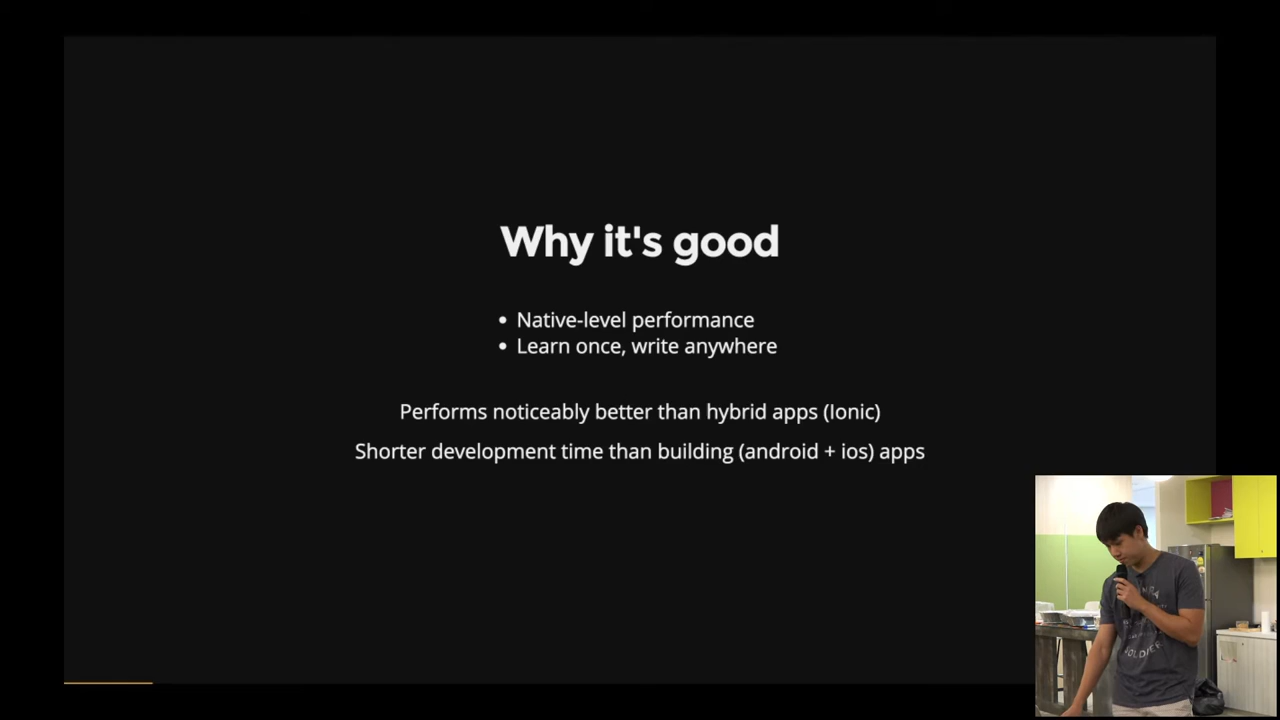 Why it's good
• Native-level performance
• Learn once, write anywhere
Performs noticeably better than hybrid apps (Ionic)
Shorter development time than building (android + ios) apps